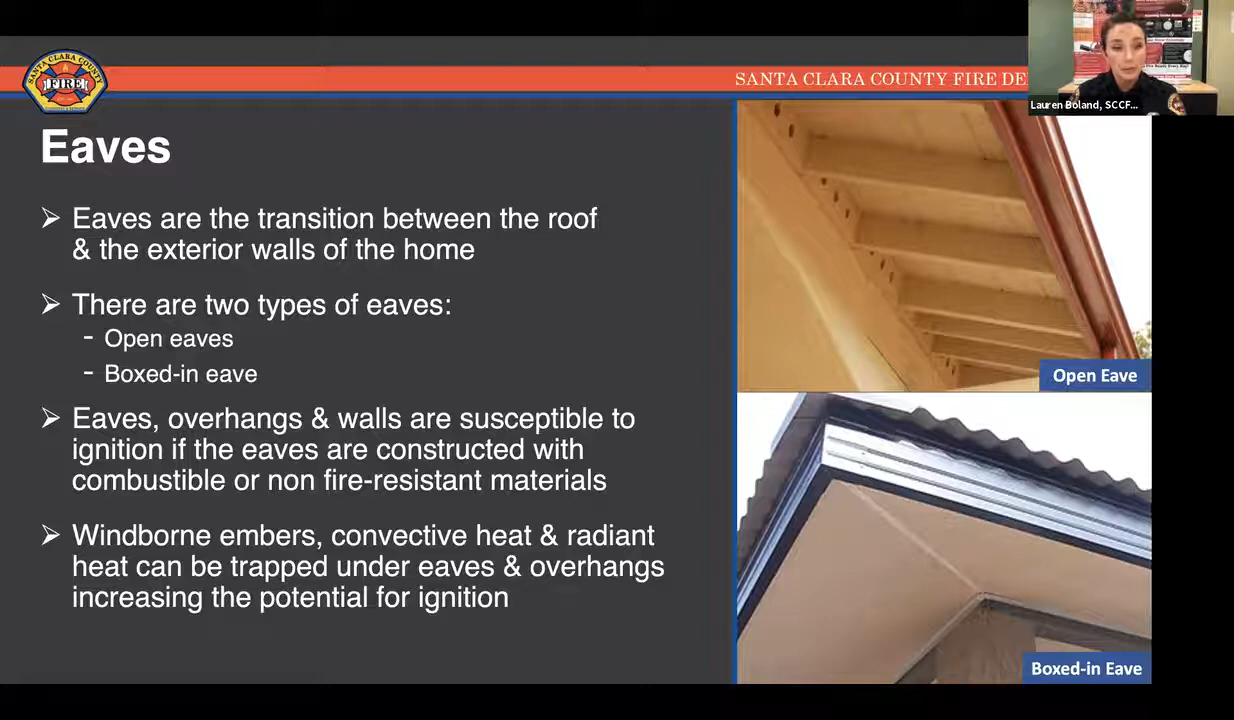 SANTA CLARA COUNTY
FIRE
SANTA CLARA COUNTY FIRE
Lauren Boland, SCCF...
Eaves
➢ Eaves are the transition between the roof
& the exterior walls of the home
➢ There are two types of eaves:
- Open eaves
- Boxed-in eave
➢ Eaves, overhangs & walls are susceptible to
ignition if the eaves are constructed with
combustible or non fire-resistant materials
➢ Windborne embers, convective heat & radiant
heat can be trapped under eaves & overhangs
increasing the potential for ignition
Open Eave
Boxed-in Eave